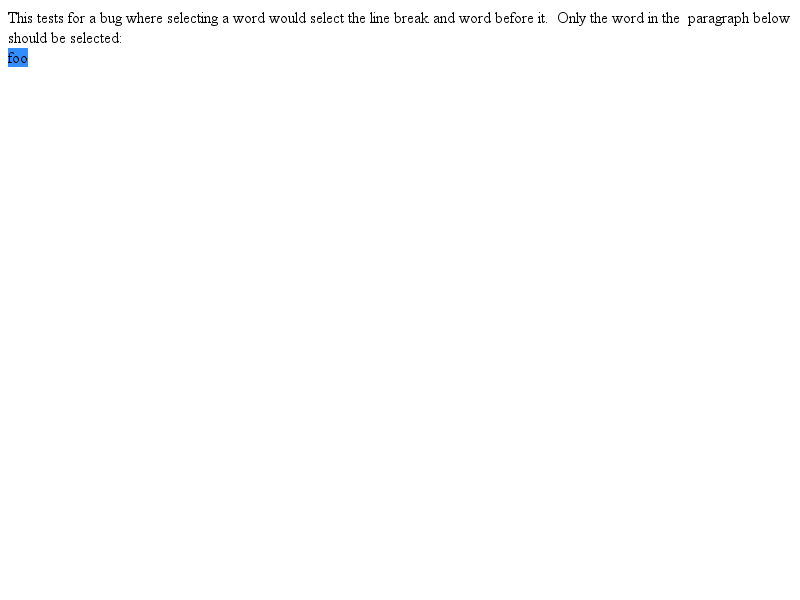 This tests for a bug where selecting a word would select the line break and word before it.  Only the word in the  paragraph below
should be selected:
foo